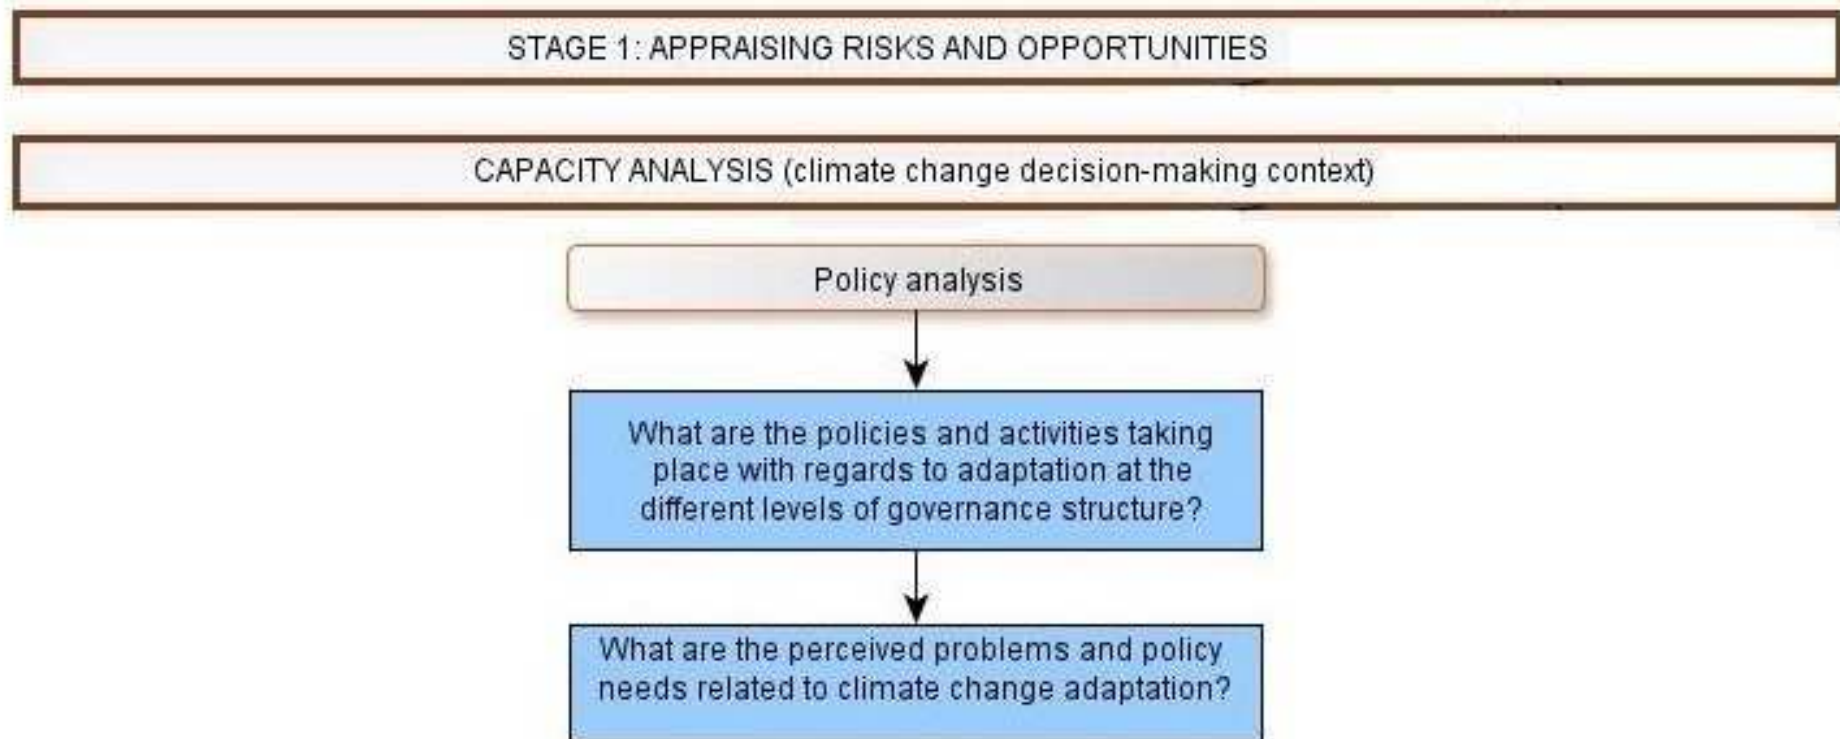 STAGE 1: APPRAISING RISKS AND OPPORTUNITIES
CAPACITY ANALYSIS (climate change decision-making context)
Policy analysis
What are the policies and activities taking
place with regards to adaptation at the
different levels of governance structure?
What are the perceived problems and policy
needs related to climate change adaptation?